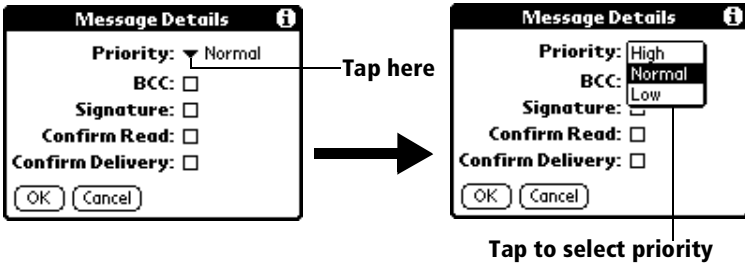 Message Details i
Priority: Normal
BCC:
Signature:
Confirm Read:
Confirm Delivery:
OK Cancel
Tap here
Message Details i
Priority: High
Normal
Low
BCC:
Signature:
Confirm Read:
Confirm Delivery:
OK Cancel
Tap to select priority